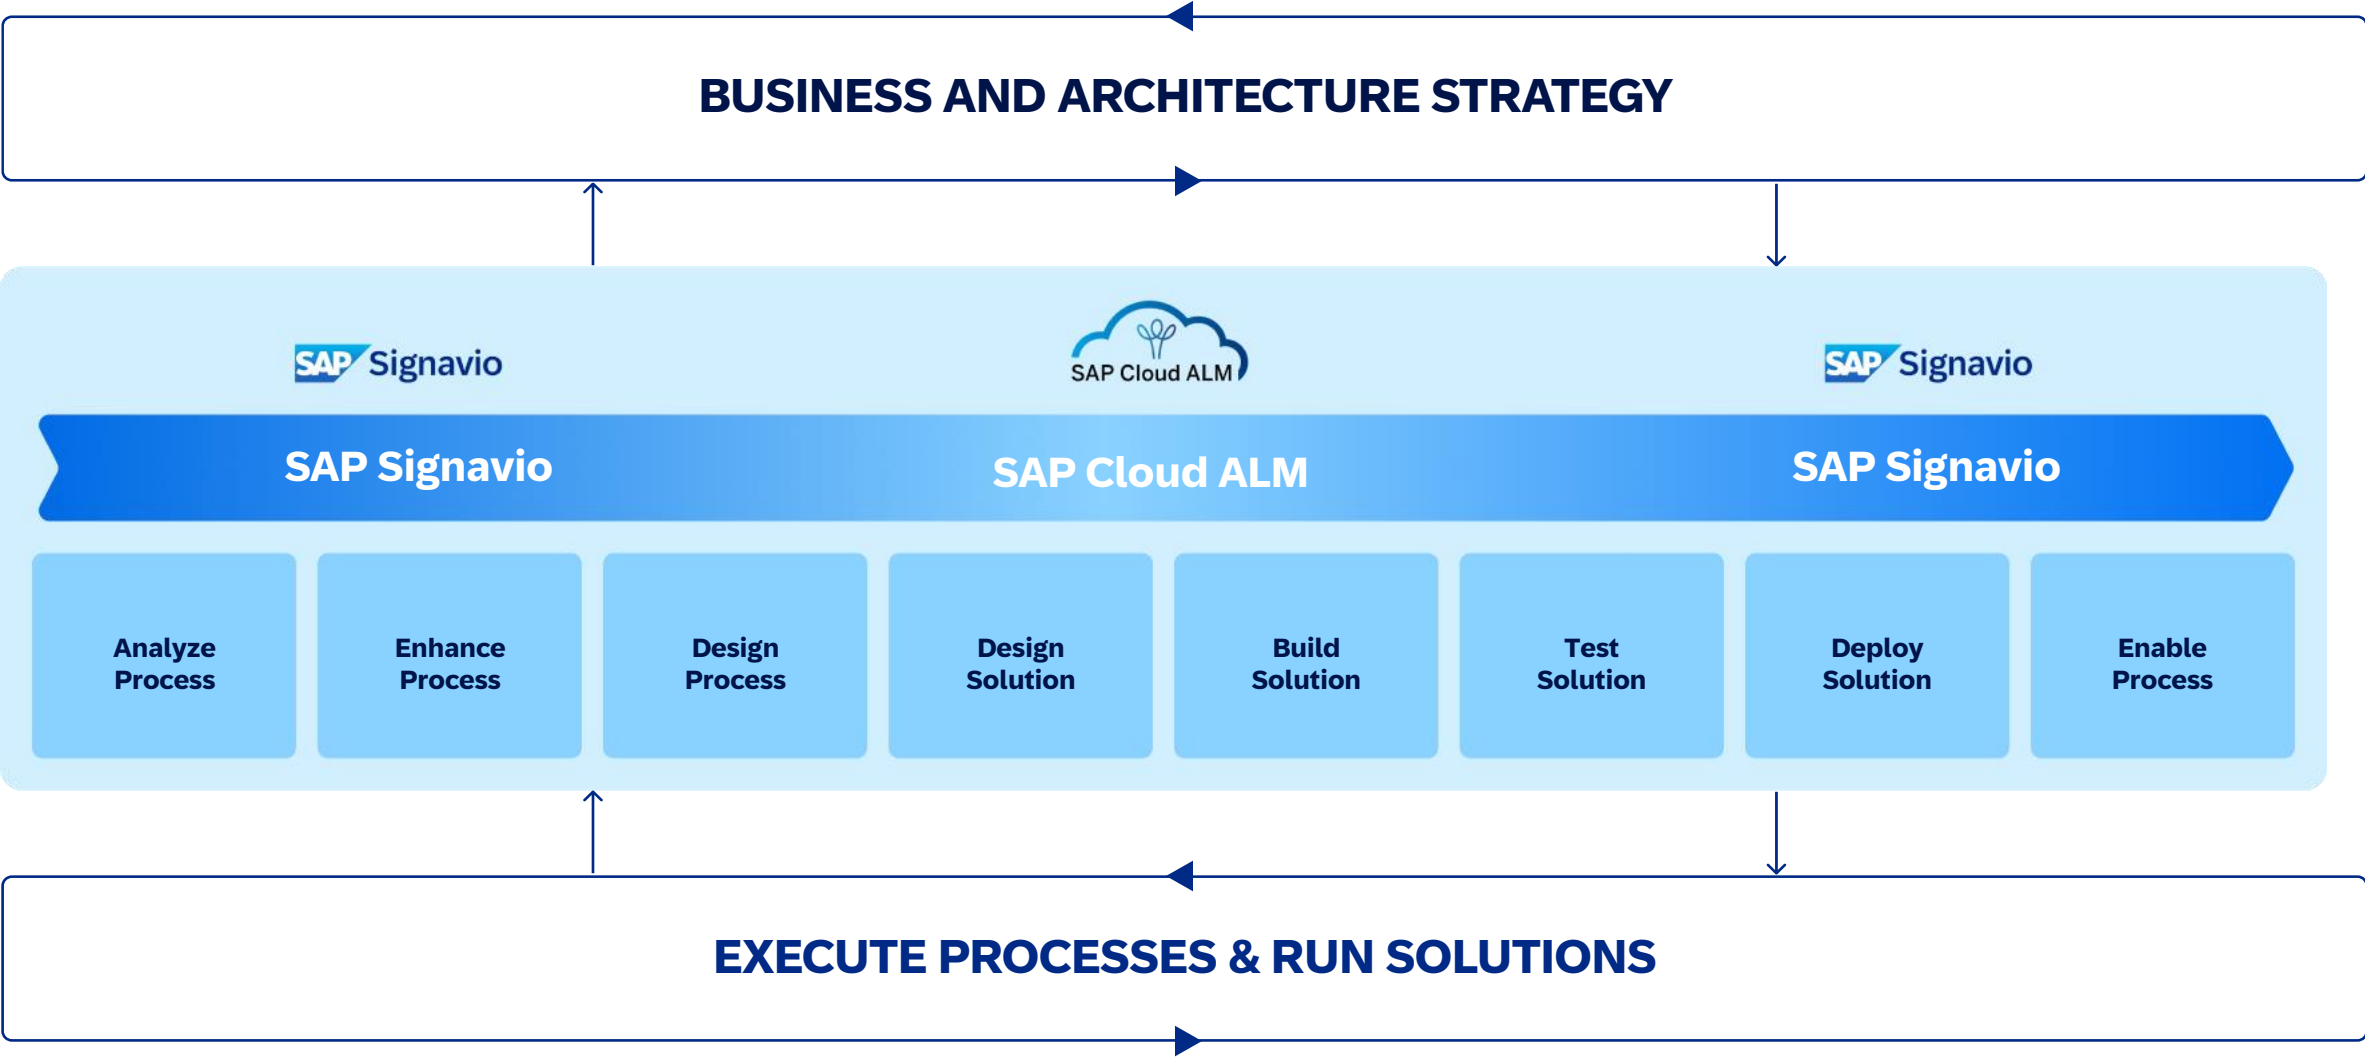 BUSINESS AND ARCHITECTURE STRATEGY
SAP Signavio
SAP Cloud ALM
SAP Signavio
SAP Signavio
SAP Cloud ALM
SAP Signavio
Analyze
Process
Enhance
Process
Design
Process
Design
Solution
Build
Solution
Test
Solution
Deploy
Solution
Enable
Process
EXECUTE PROCESSES & RUN SOLUTIONS